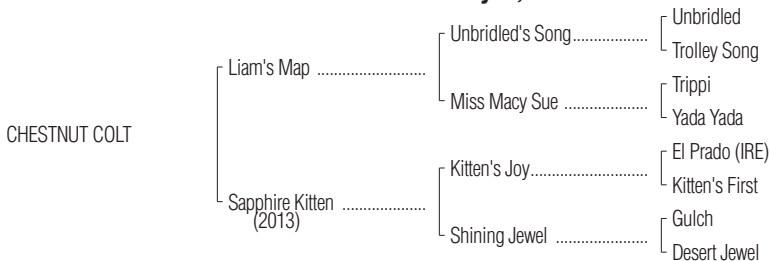 Unbridled
Unbridled's Song..................
Trolley Song
Liam's Map ..........................
Trippi
Miss Macy Sue ....................
Yada Yada
CHESTNUT COLT
El Prado (IRE)
Kitten's Joy............................
Kitten's First
Sapphire Kitten ....................
(2013)
Gulch
Shining Jewel ......................
Desert Jewel